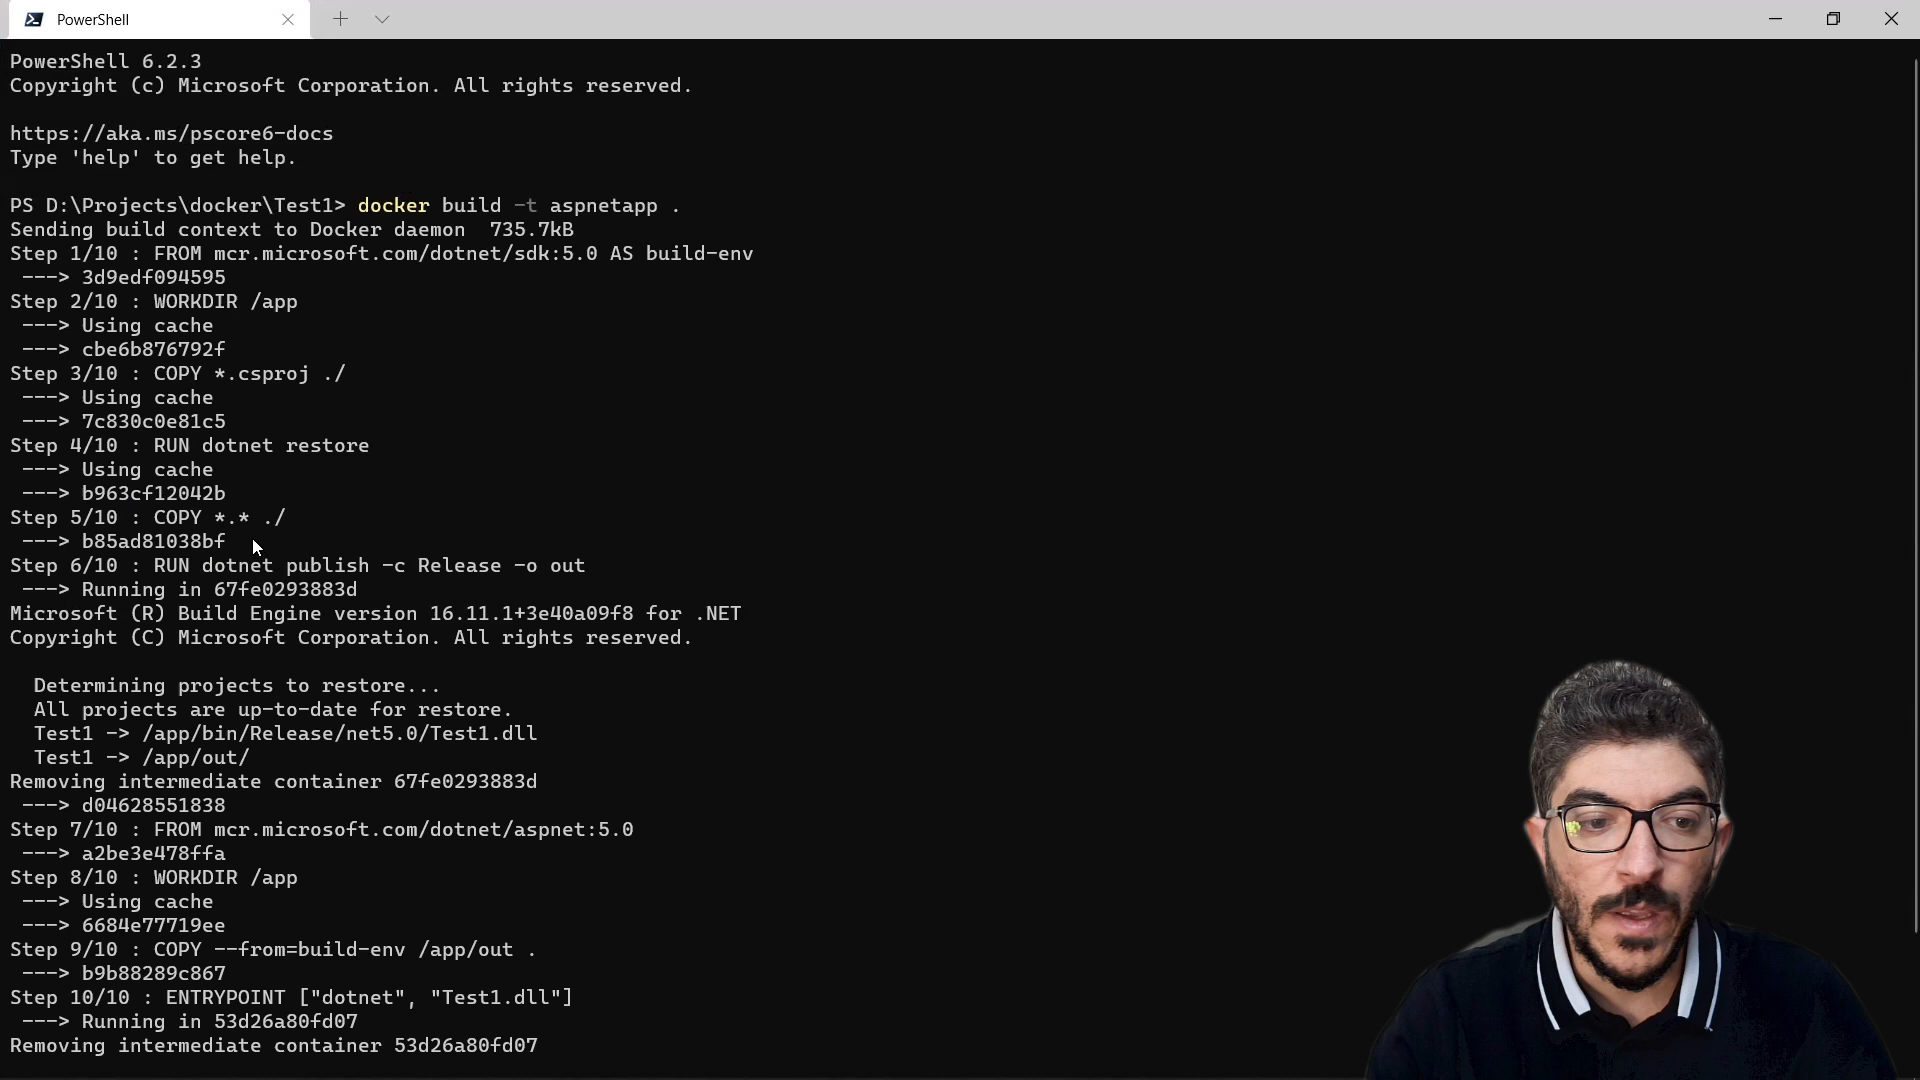 PowerShell
PowerShell 6.2.3
Copyright (c) Microsoft Corporation. All rights reserved.
https://aka.ms/pscore6-docs
Type 'help' to get help.
PS D:\Projects\docker\Test1> docker build -t aspnetapp .
Sending build context to Docker daemon  735.7kB
Step 1/10 : FROM mcr.microsoft.com/dotnet/sdk:5.0 AS build-env
 ---> 3d9edf094595
Step 2/10 : WORKDIR /app
 ---> Using cache
 ---> cbe6b876792f
Step 3/10 : COPY *.csproj ./
 ---> Using cache
 ---> 7c830c0e81c5
Step 4/10 : RUN dotnet restore
 ---> Using cache
 ---> b963cf12042b
Step 5/10 : COPY *.* ./
 ---> b85ad81038bf
Step 6/10 : RUN dotnet publish -c Release -o out
 ---> Running in 67fe0293883d
Microsoft (R) Build Engine version 16.11.1+3e40a09f8 for .NET
Copyright (C) Microsoft Corporation. All rights reserved.
  Determining projects to restore...
  All projects are up-to-date for restore.
  Test1 -> /app/bin/Release/net5.0/Test1.dll
  Test1 -> /app/out/
Removing intermediate container 67fe0293883d
 ---> d04628551838
Step 7/10 : FROM mcr.microsoft.com/dotnet/aspnet:5.0
 ---> a2be3e478ffa
Step 8/10 : WORKDIR /app
 ---> Using cache
 ---> 6684e77719ee
Step 9/10 : COPY --from=build-env /app/out .
 ---> b9b88289c867
Step 10/10 : ENTRYPOINT ["dotnet", "Test1.dll"]
 ---> Running in 53d26a80fd07
Removing intermediate container 53d26a80fd07